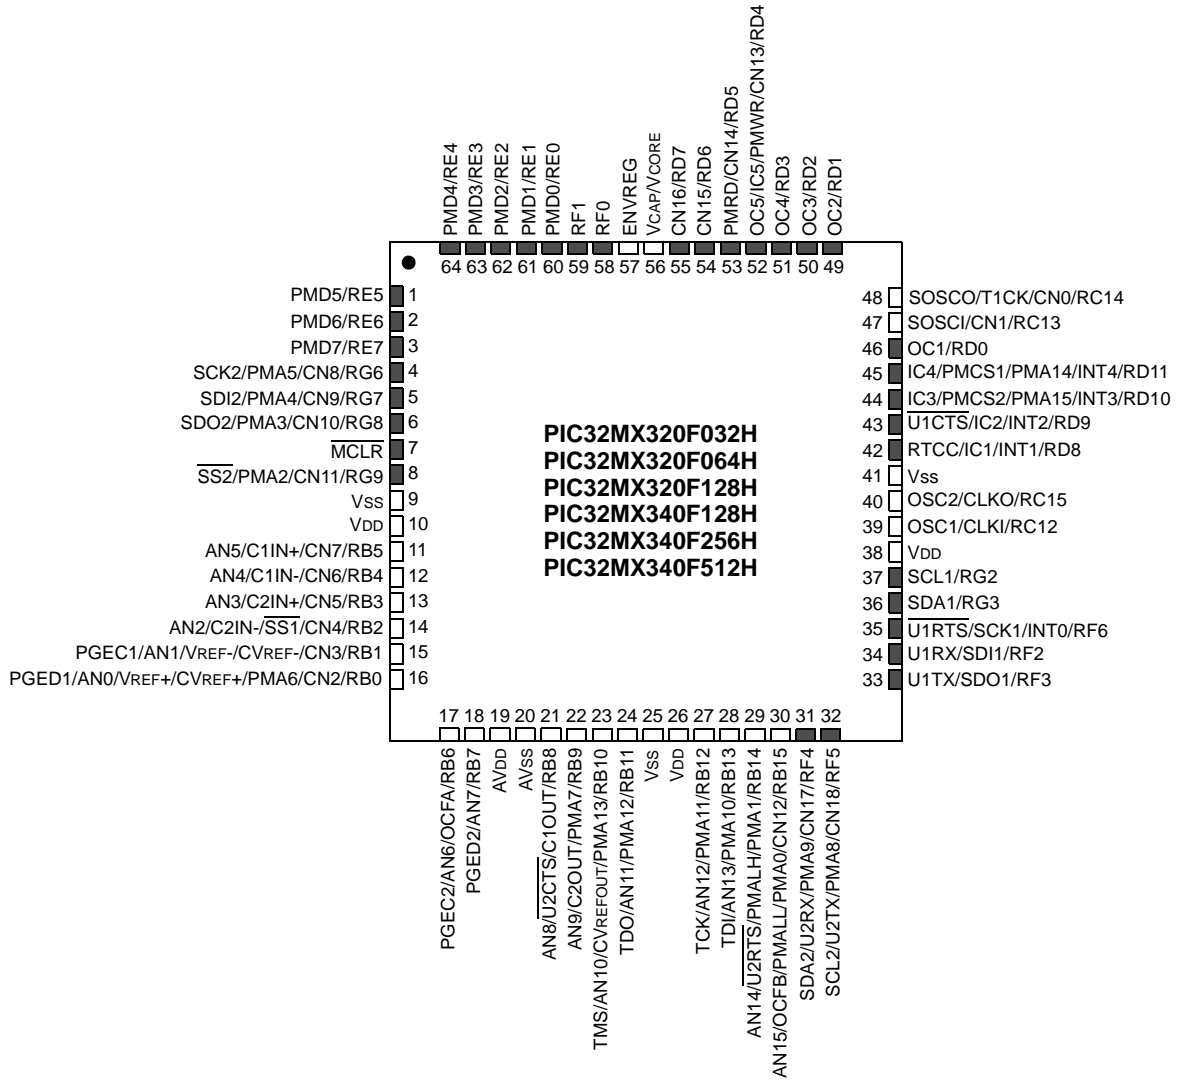 PMD4/RE4
PMD3/RE3
PMD2/RE2
PMD1/RE1
PMD0/RE0
RF1
RF0
ENVREG
VCAP/VCORE
CN16/RD7
CN15/RD6
PMRD/CN14/RD5
OC5/IC5/PMWR/CN13/RD4
OC4/RD3
OC3/RD2
OC2/RD1
64 63 62 61 60 59 58 57 56 55 54 53 52 51 50 49
PMD5/RE5 1
PMD6/RE6 2
PMD7/RE7 3
SCK2/PMA5/CN8/RG6 4
SDI2/PMA4/CN9/RG7 5
SDO2/PMA3/CN10/RG8 6
MCLR 7
SS2/PMA2/CN11/RG9 8
VSS 9
VDD 10
AN5/C1IN+/CN7/RB5 11
AN4/C1IN-/CN6/RB4 12
AN3/C2IN+/CN5/RB3 13
AN2/C2IN-/SS1/CN4/RB2 14
PGEC1/AN1/VREF-/CVREF-/CN3/RB1 15
PGED1/AN0/VREF+/CVREF+/PMA6/CN2/RB0 16
PIC32MX320F032H
PIC32MX320F064H
PIC32MX320F128H
PIC32MX340F128H
PIC32MX340F256H
PIC32MX340F512H
48 SOSCO/T1CK/CN0/RC14
47 SOSCI/CN1/RC13
46 OC1/RD0
45 IC4/PMCS1/PMA14/INT4/RD11
44 IC3/PMCS2/PMA15/INT3/RD10
43 U1CTS/IC2/INT2/RD9
42 RTCC/IC1/INT1/RD8
41 Vss
40 OSC2/CLKO/RC15
39 OSC1/CLKI/RC12
38 VDD
37 SCL1/RG2
36 SDA1/RG3
35 U1RTS/SCK1/INT0/RF6
34 U1RX/SDI1/RF2
33 U1TX/SDO1/RF3
17 18 19 20 21 22 23 24 25 26 27 28 29 30 31 32
PGEC2/AN6/OCFA/RB6
PGED2/AN7/RB7
AVDD
AVSS
AN8/U2CTS/C1OUT/RB8
AN9/C2OUT/PMA7/RB9
TMS/AN10/CVREFOUT/PMA13/RB10
TDO/AN11/PMA12/RB11
VSS
VDD
TCK/AN12/PMA11/RB12
TDI/AN13/PMA10/RB13
AN14/U2RTS/PMALH/PMA1/RB14
AN15/OCFB/PMALL/PMA0/CN12/RB15
SDA2/U2RX/PMA9/CN17/RF4
SCL2/U2TX/PMA8/CN18/RF5